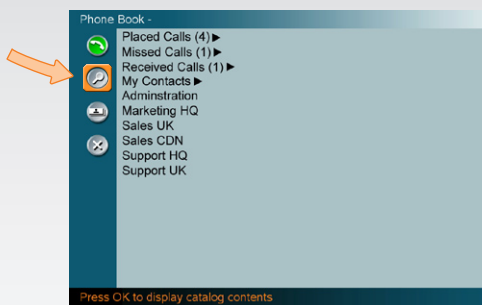 Phone Book -
Placed Calls (4)►
Missed Calls (1)►
Received Calls (1)►
My Contacts ►
Adminstration
Marketing HQ
Sales UK
Sales CDN
Support HQ
Support UK
Press OK to display catalog contents